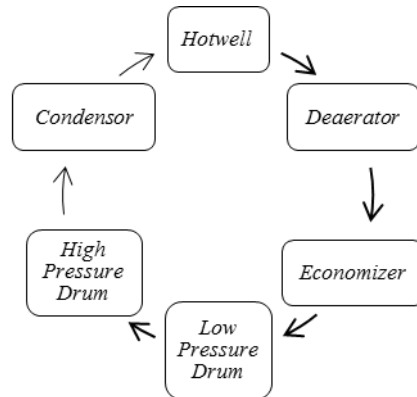 Hotwell
Deaerator
Economizer
Low
Pressure
Drum
High
Pressure
Drum
Condensor